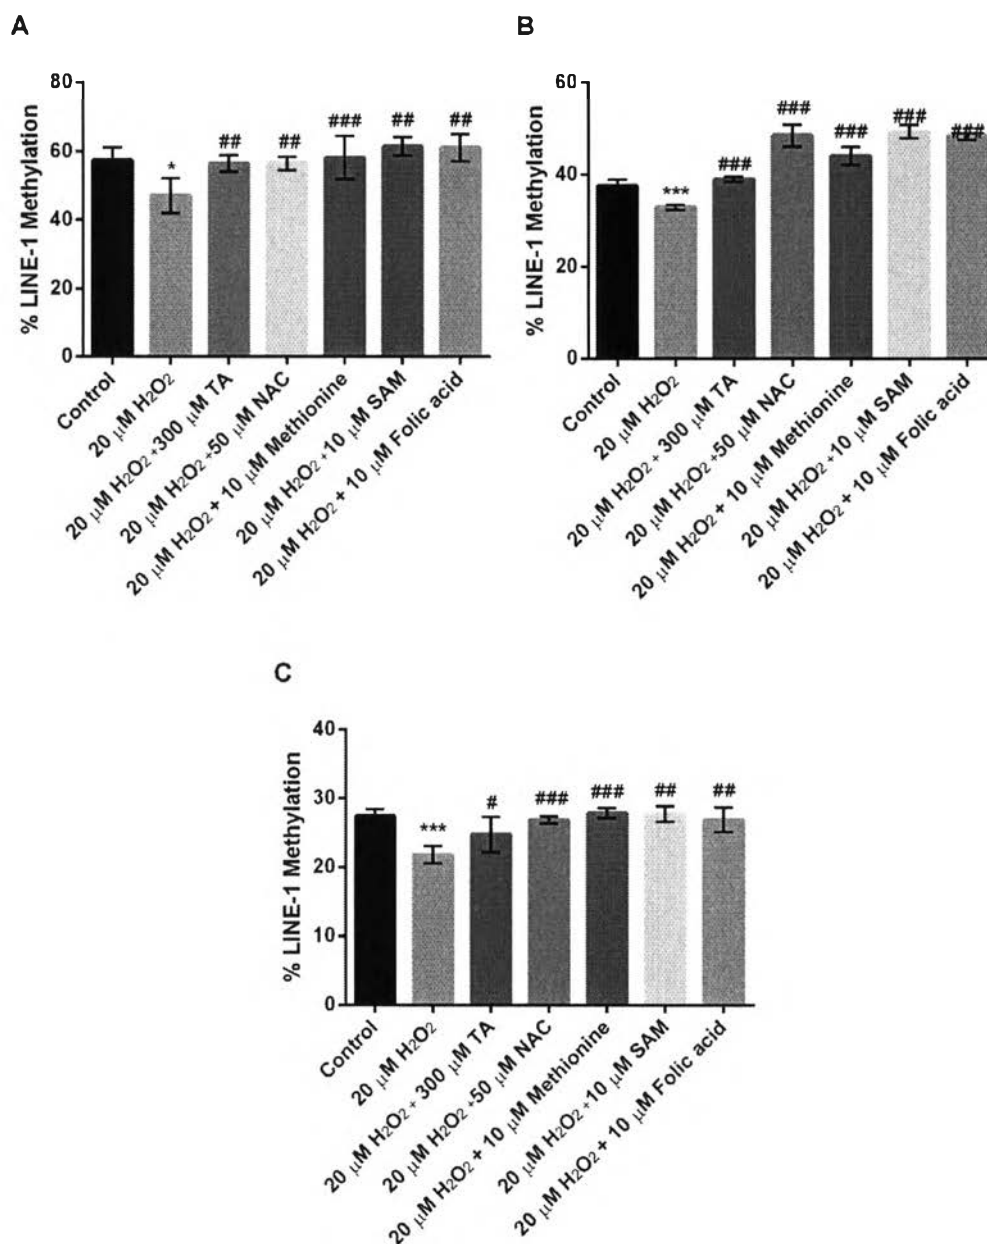 A
% LINE-1 Methylation
80
60
40
20
0
*
##
##
###
##
##
Control
20 μM H₂O₂
20 μM H₂O₂ +300 μM TA
20 μM H₂O₂ +50 μM NAC
20 μM H₂O₂ + 10 μM Methionine
20 μM H₂O₂ +10 μM SAM
20 μM H₂O₂ + 10 μM Folic acid
B
% LINE-1 Methylation
60
40
20
0
***
###
###
###
###
###
Control
20 μM H₂O₂
20 μM H₂O₂ + 300 μM TA
20 μM H₂O₂ +50 μM NAC
20 μM H₂O₂ + 10 μM Methionine
20 μM H₂O₂ +10 μM SAM
20 μM H₂O₂ + 10 μM Folic acid
C
% LINE-1 Methylation
40
30
20
10
0
***
#
###
###
##
##
Control
20 μM H₂O₂
20 μM H₂O₂ + 300 μM TA
20 μM H₂O₂ +50 μM NAC
20 μM H₂O₂ + 10 μM Methionine
20 μM H₂O₂ +10 μM SAM
20 μM H₂O₂ + 10 μM Folic acid